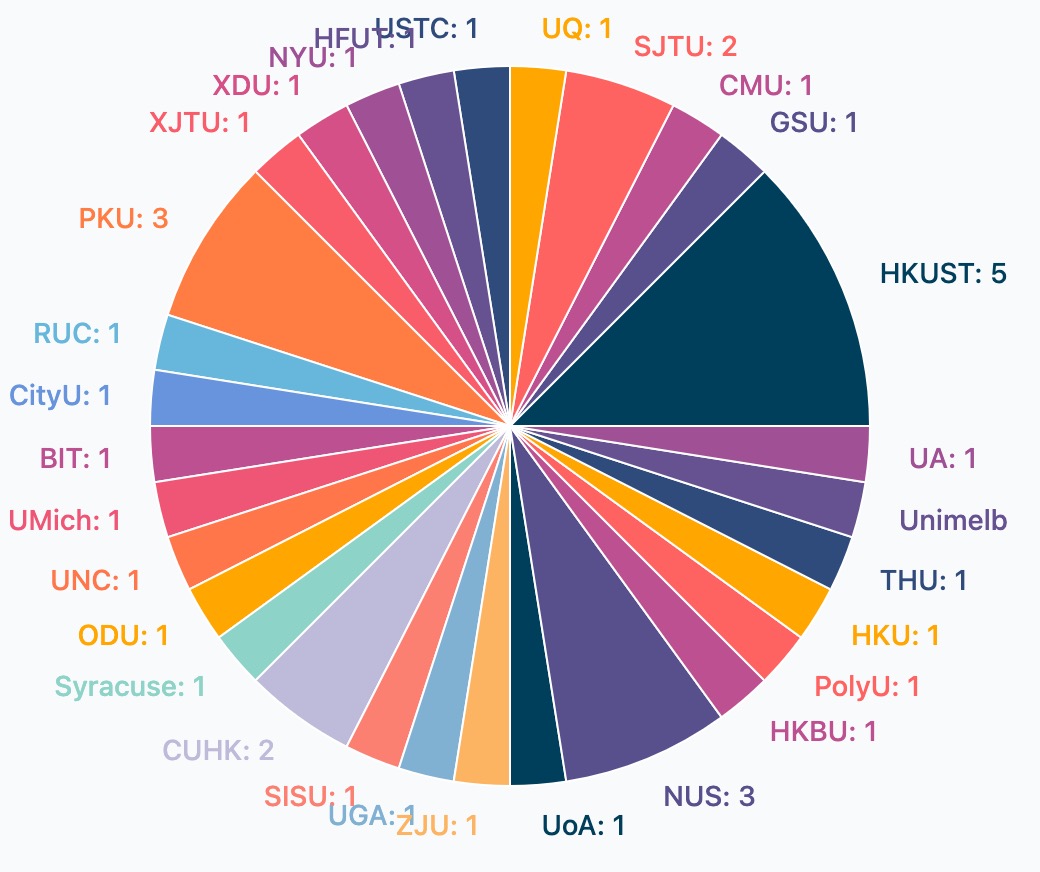 USTC: 1
UQ: 1
HFUT: 1
SJTU: 2
NYU: 1
XDU: 1
CMU: 1
XJTU: 1
GSU: 1
PKU: 3
HKUST: 5
RUC: 1
CityU: 1
BIT: 1
UA: 1
UMich: 1
Unimelb
UNC: 1
THU: 1
ODU: 1
HKU: 1
Syracuse: 1
PolyU: 1
HKBU: 1
CUHK: 2
SISU: 1
NUS: 3
UGA: 1
ZJU: 1
UoA: 1